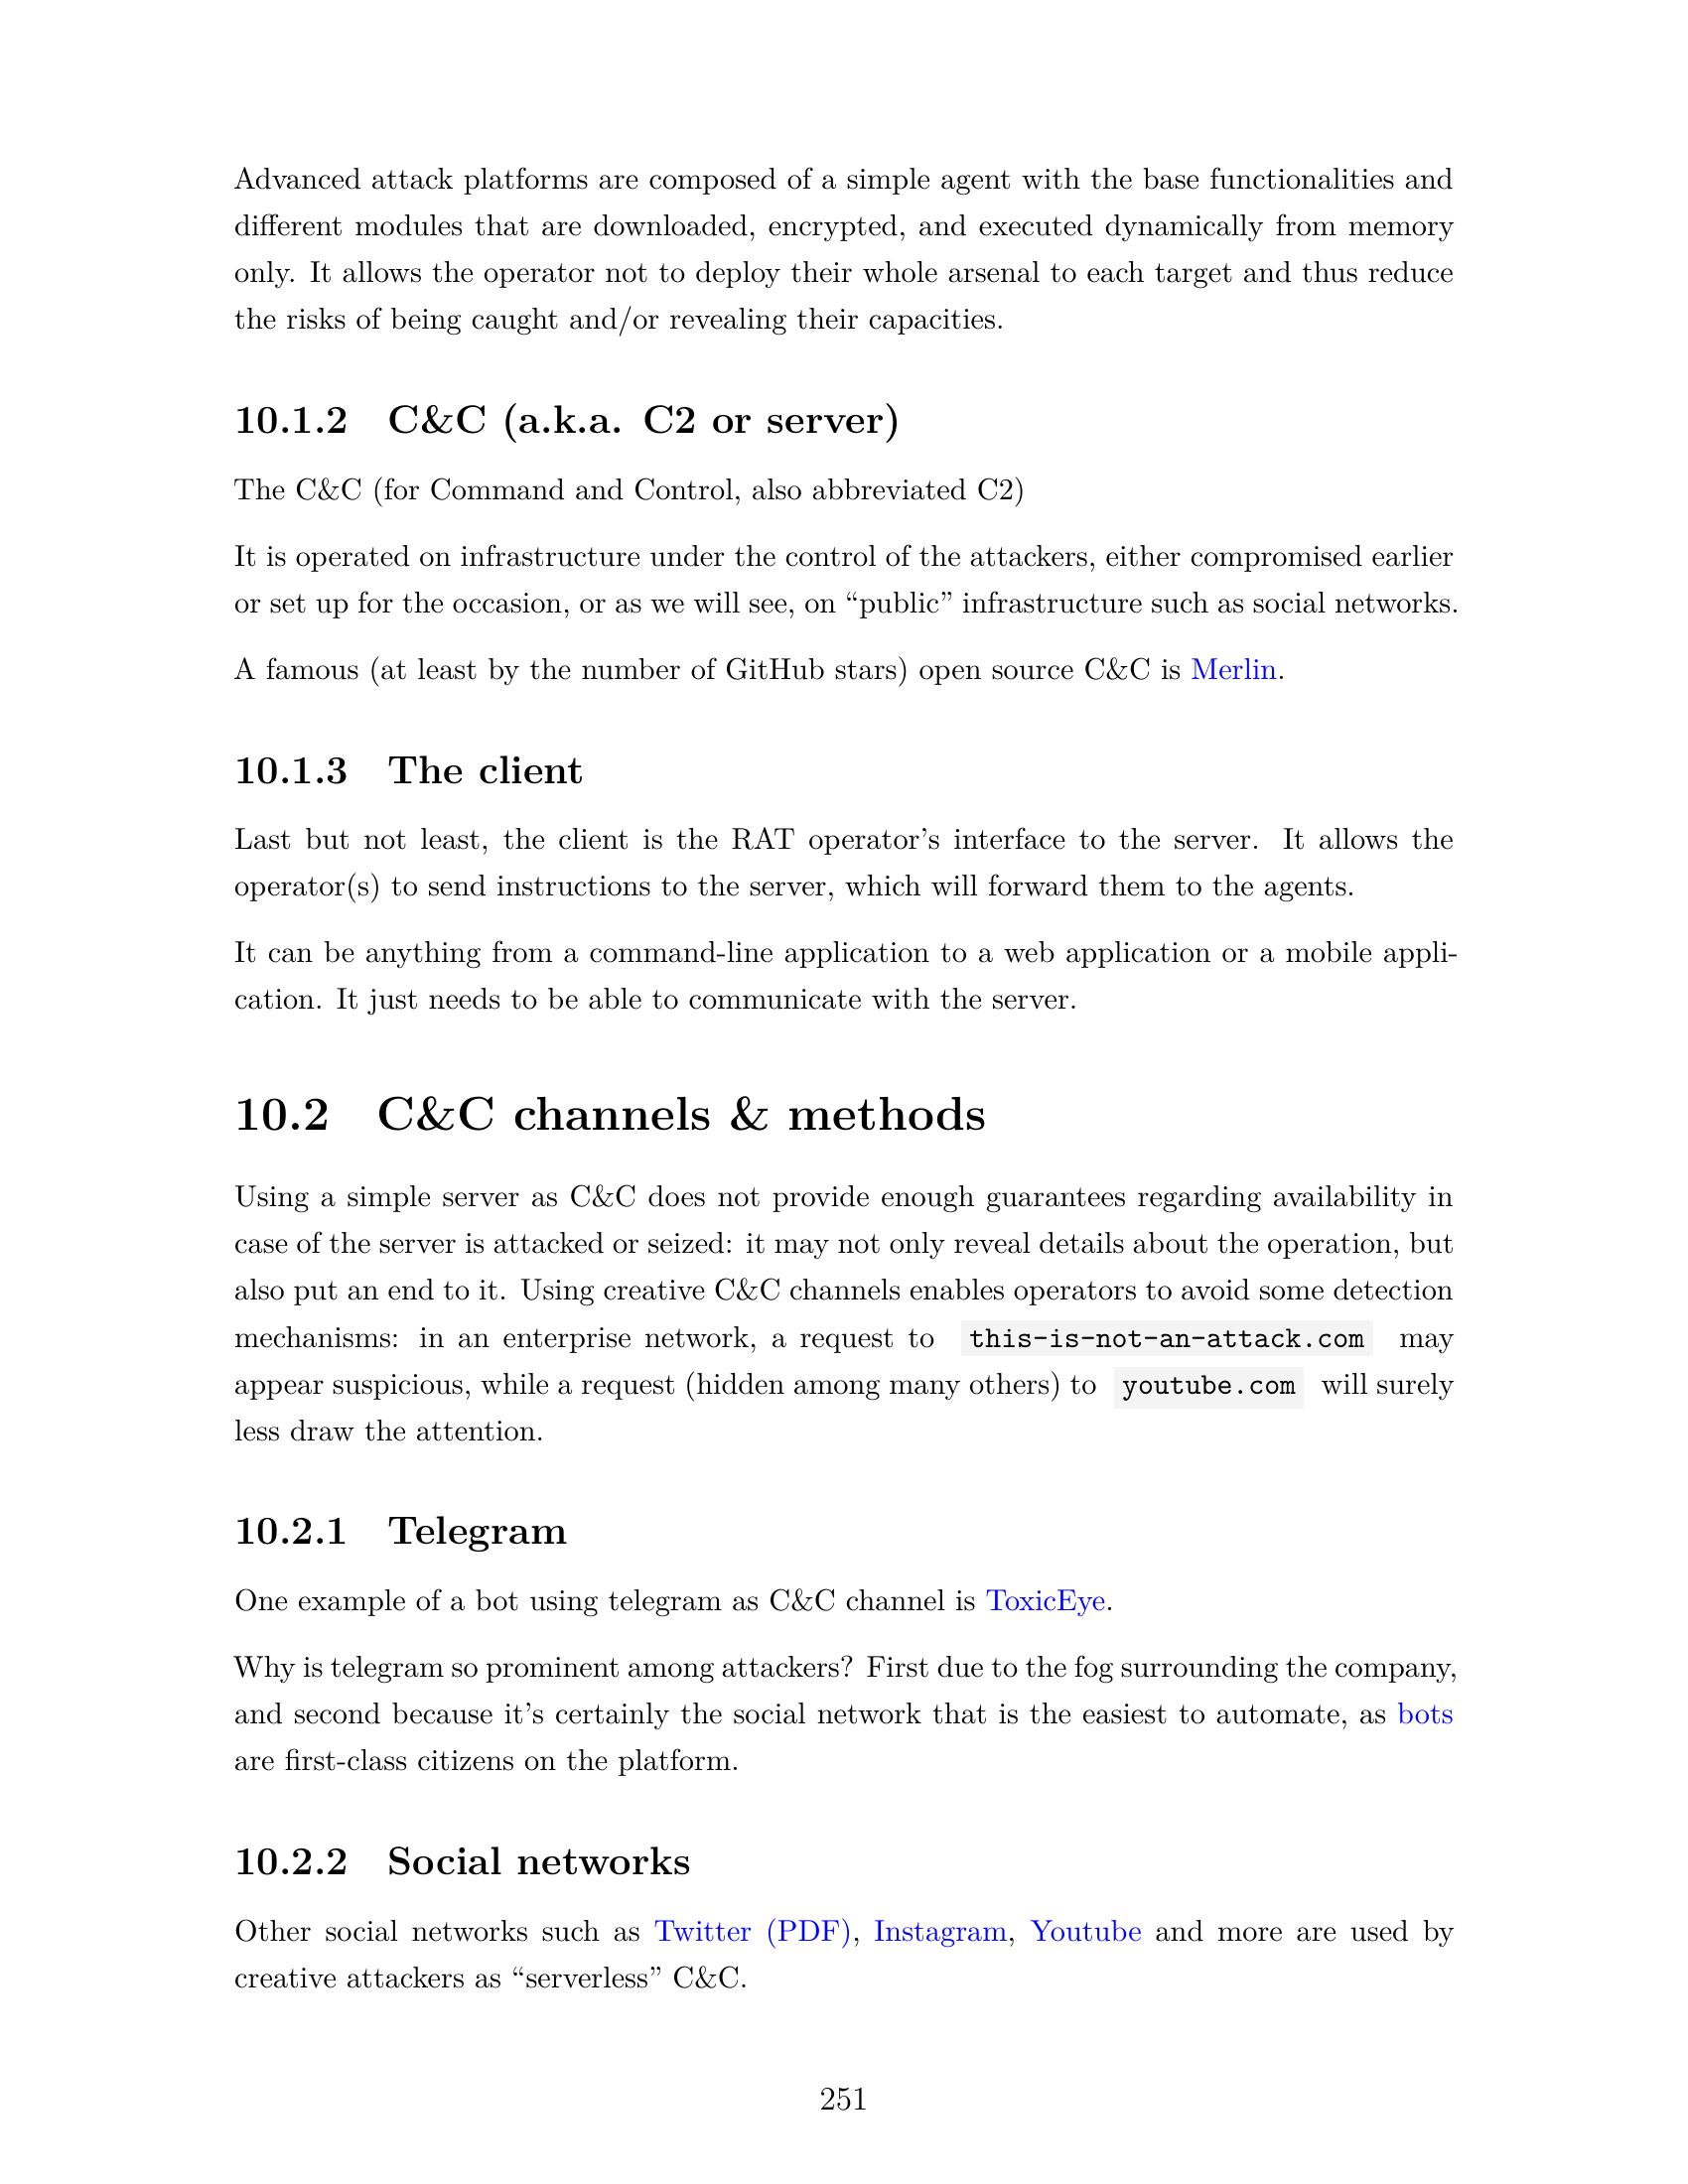 Advanced attack platforms are composed of a simple agent with the base functionalities and
different modules that are downloaded, encrypted, and executed dynamically from memory
only. It allows the operator not to deploy their whole arsenal to each target and thus reduce
the risks of being caught and/or revealing their capacities.
10.1.2 C&C (a.k.a. C2 or server)
The C&C (for Command and Control, also abbreviated C2)
It is operated on infrastructure under the control of the attackers, either compromised earlier
or set up for the occasion, or as we will see, on “public” infrastructure such as social networks.
A famous (at least by the number of GitHub stars) open source C&C is Merlin.
10.1.3 The client
Last but not least, the client is the RAT operator’s interface to the server. It allows the
operator(s) to send instructions to the server, which will forward them to the agents.
It can be anything from a command-line application to a web application or a mobile appli-
cation. It just needs to be able to communicate with the server.
10.2 C&C channels & methods
Using a simple server as C&C does not provide enough guarantees regarding availability in
case of the server is attacked or seized: it may not only reveal details about the operation, but
also put an end to it. Using creative C&C channels enables operators to avoid some detection
mechanisms: in an enterprise network, a request to this-is-not-an-attack.com may
appear suspicious, while a request (hidden among many others) to youtube.com will surely
less draw the attention.
10.2.1 Telegram
One example of a bot using telegram as C&C channel is ToxicEye.
Why is telegram so prominent among attackers? First due to the fog surrounding the company,
and second because it’s certainly the social network that is the easiest to automate, as bots
are first-class citizens on the platform.
10.2.2 Social networks
Other social networks such as Twitter (PDF), Instagram, Youtube and more are used by
creative attackers as “serverless” C&C.
251